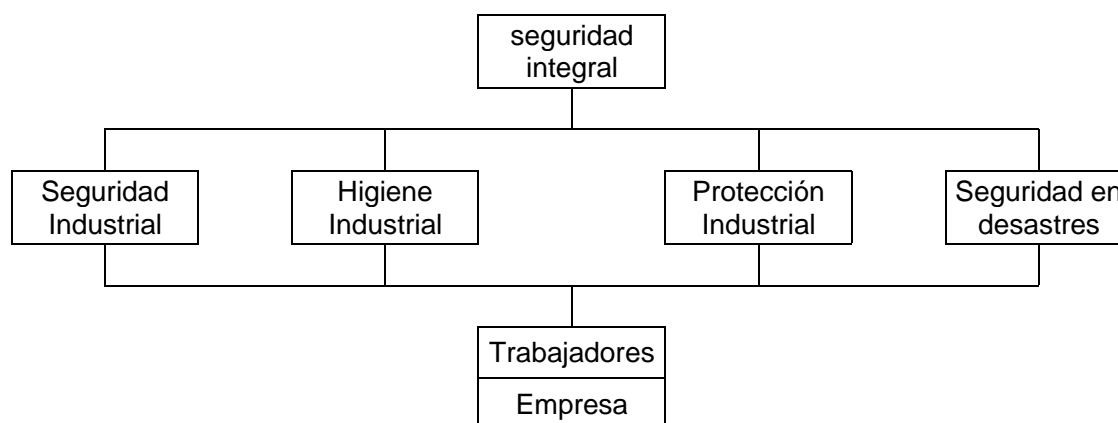 seguridad
integral
Seguridad
Industrial
Higiene
Industrial
Protección
Industrial
Seguridad en
desastres
Trabajadores
Empresa